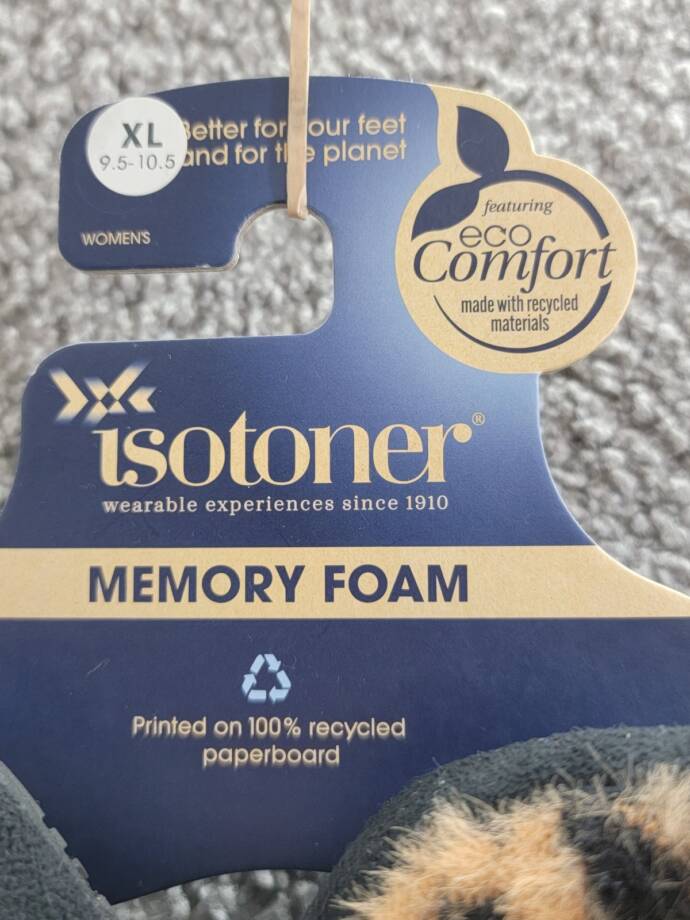 XL
9.5-10.5
Better for your feet
and for the planet
WOMEN'S
featuring
eco
Comfort
made with recycled
materials
isotoner®
wearable experiences since 1910
MEMORY FOAM
Printed on 100% recycled
paperboard